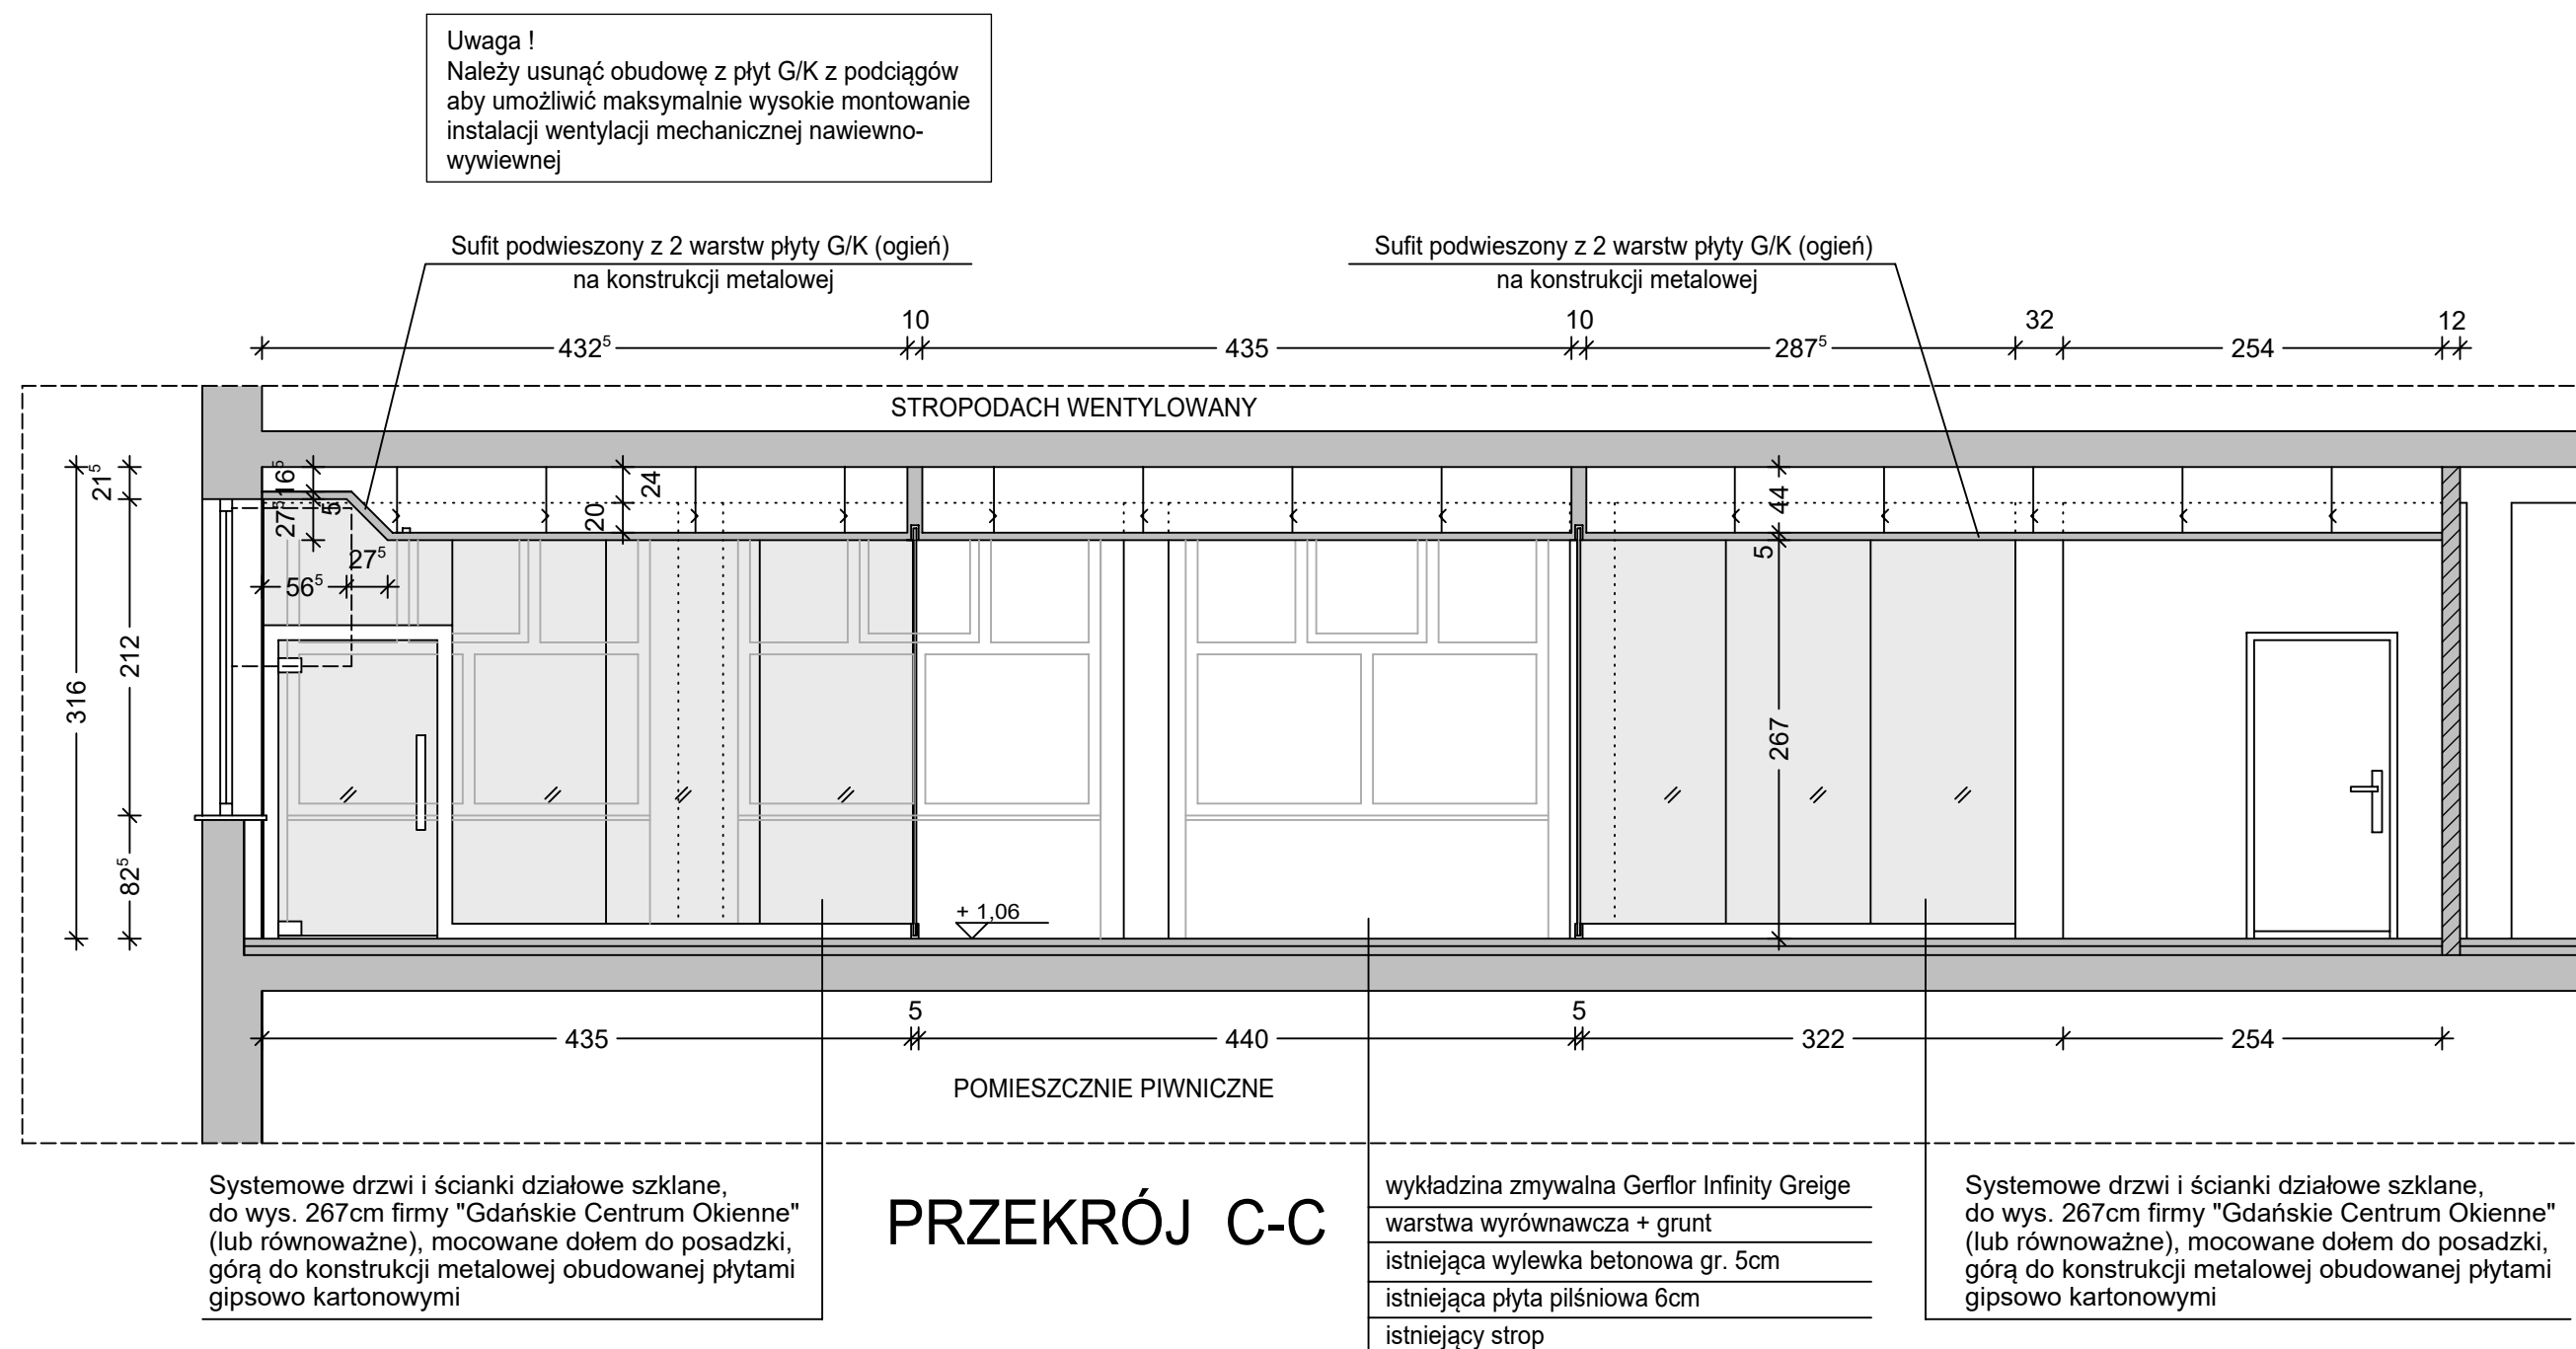 Uwaga !
Należy usunąć obudowę z płyt G/K z podciągów
aby umożliwić maksymalnie wysokie montowanie
instalacji wentylacji mechanicznej nawiewno-
wywiewnej
Sufit podwieszony z 2 warstw płyty G/K (ogień)
na konstrukcji metalowej
Sufit podwieszony z 2 warstw płyty G/K (ogień)
na konstrukcji metalowej
432⁵ 10 435 10 287⁵ 32 254 12
STROPODACH WENTYLOWANY
316
21⁵
212
82⁵
16⁵
5
27⁵
27⁵
56⁵
24
20
44
5
267
+ 1,06
435 5 440 5 322 254
POMIESZCZNIE PIWNICZNE
Systemowe drzwi i ścianki działowe szklane,
do wys. 267cm firmy "Gdańskie Centrum Okienne"
(lub równoważne), mocowane dołem do posadzki,
górą do konstrukcji metalowej obudowanej płytami
gipsowo kartonowymi
PRZEKRÓJ C-C
wykładzina zmywalna Gerflor Infinity Greige
warstwa wyrównawcza + grunt
istniejąca wylewka betonowa gr. 5cm
istniejąca płyta pilśniowa 6cm
istniejący strop
Systemowe drzwi i ścianki działowe szklane,
do wys. 267cm firmy "Gdańskie Centrum Okienne"
(lub równoważne), mocowane dołem do posadzki,
górą do konstrukcji metalowej obudowanej płytami
gipsowo kartonowymi